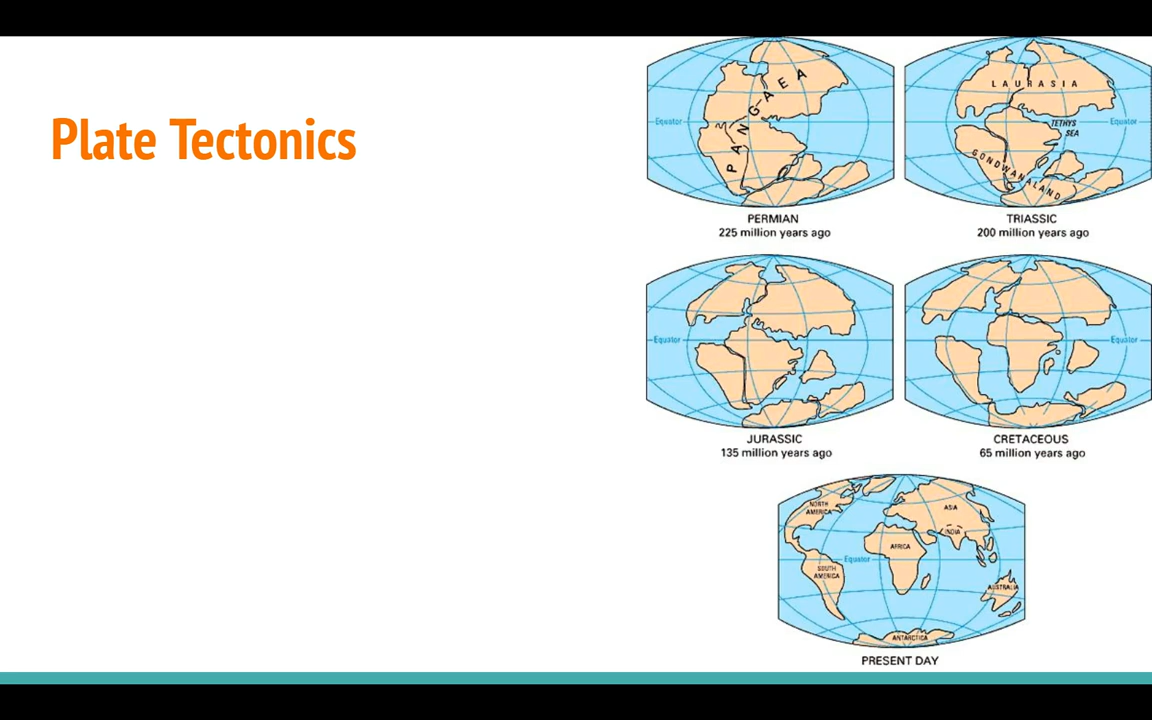 Plate Tectonics
PANGAEA
Equator
PERMIAN
225 million years ago
LAURASIA
TETHYS
SEA
Equator
GONDWANALAND
TRIASSIC
200 million years ago
Equator
JURASSIC
135 million years ago
Equator
CRETACEOUS
65 million years ago
NORTH
AMERICA
ASIA
INDIA
AFRICA
Equator
SOUTH
AMERICA
AUSTRALIA
ANTARCTICA
PRESENT DAY